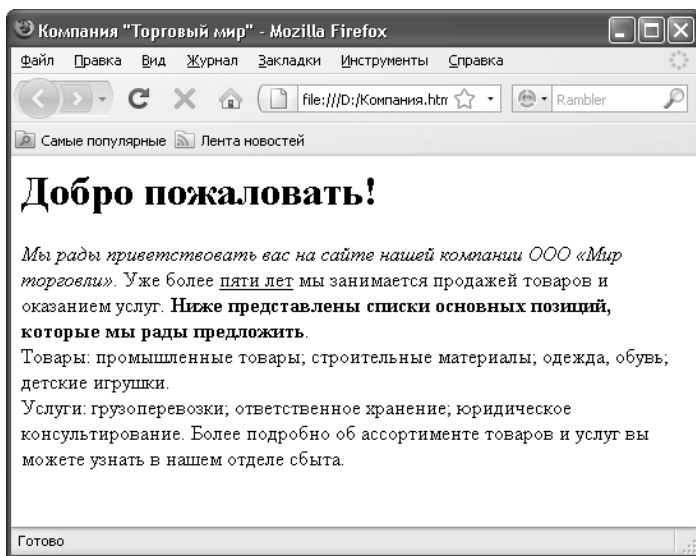 Компания "Торговый мир" - Mozilla Firefox
Файл Правка Вид Журнал Закладки Инструменты Справка
file:///D:/Компания.htm Rambler
Самые популярные Лента новостей
Добро пожаловать!
Мы рады приветствовать вас на сайте нашей компании ООО «Мир
торговли». Уже более пяти лет мы занимается продажей товаров и
оказанием услуг. Ниже представлены списки основных позиций,
которые мы рады предложить.
Товары: промышленные товары; строительные материалы; одежда, обувь;
детские игрушки.
Услуги: грузоперевозки; ответственное хранение; юридическое
консультирование. Более подробно об ассортименте товаров и услуг вы
можете узнать в нашем отделе сбыта.
Готово